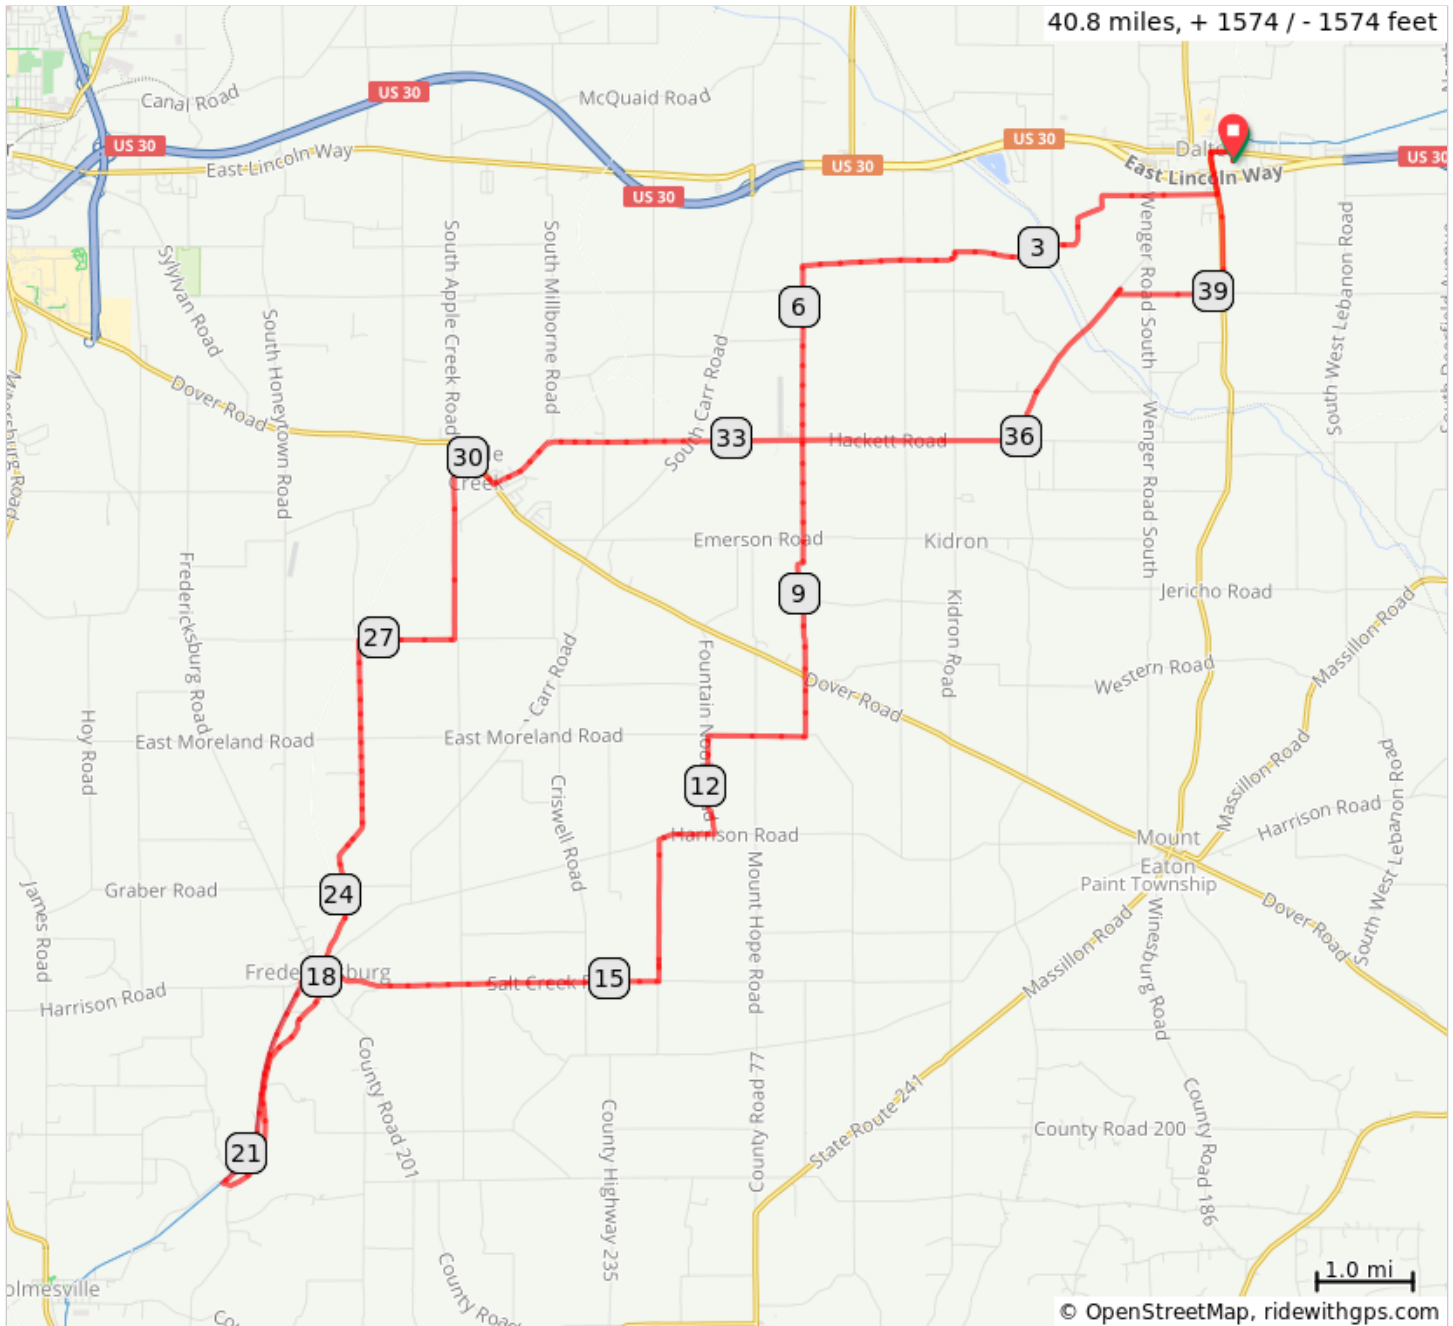 40.8 miles, + 1574 / - 1574 feet
Canal Road
US 30
McQuaid Road
US 30
East Lincoln Way
US 30
US 30
US 30
US 30
East Lincoln Way
Sylvan Road
South Honeytown Road
South Apple Creek Road
South Millborne Road
South Carr Road
3
6
39
Wenger Road South
South West Lebanon Road
Dover Road
30
Creek
33
Hackett Road
36
Wenger Road South
Emerson Road
Kidron
9
Kidron Road
Jericho Road
Massillon Road
Fredericksburg Road
27
Carr Road
Dover Road
Western Road
Hoy Road
East Moreland Road
East Moreland Road
12
Criswell Road
Harrison Road
Mount Hope Road
Massillon Road
Harrison Road
South West Lebanon Road
Mount
Eaton
Paint Township
James Road
Graber Road
24
18
15
Harrison Road
Massillon Road
Winesburg Road
Dover Road
County Road 201
County Road 77
21
County Highway 235
State Route 241
County Road 200
County Road 186
1.0 mi
© OpenStreetMap, ridewithgps.com